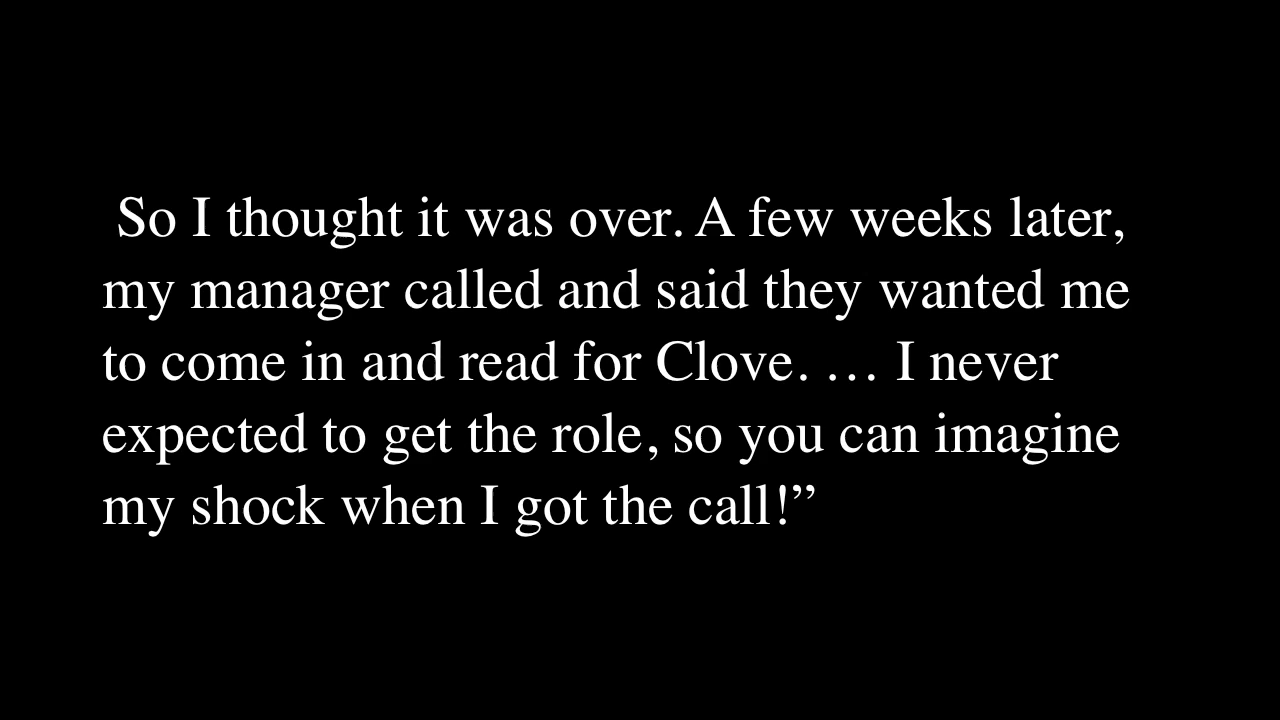 So I thought it was over. A few weeks later,
my manager called and said they wanted me
to come in and read for Clove. … I never
expected to get the role, so you can imagine
my shock when I got the call!”